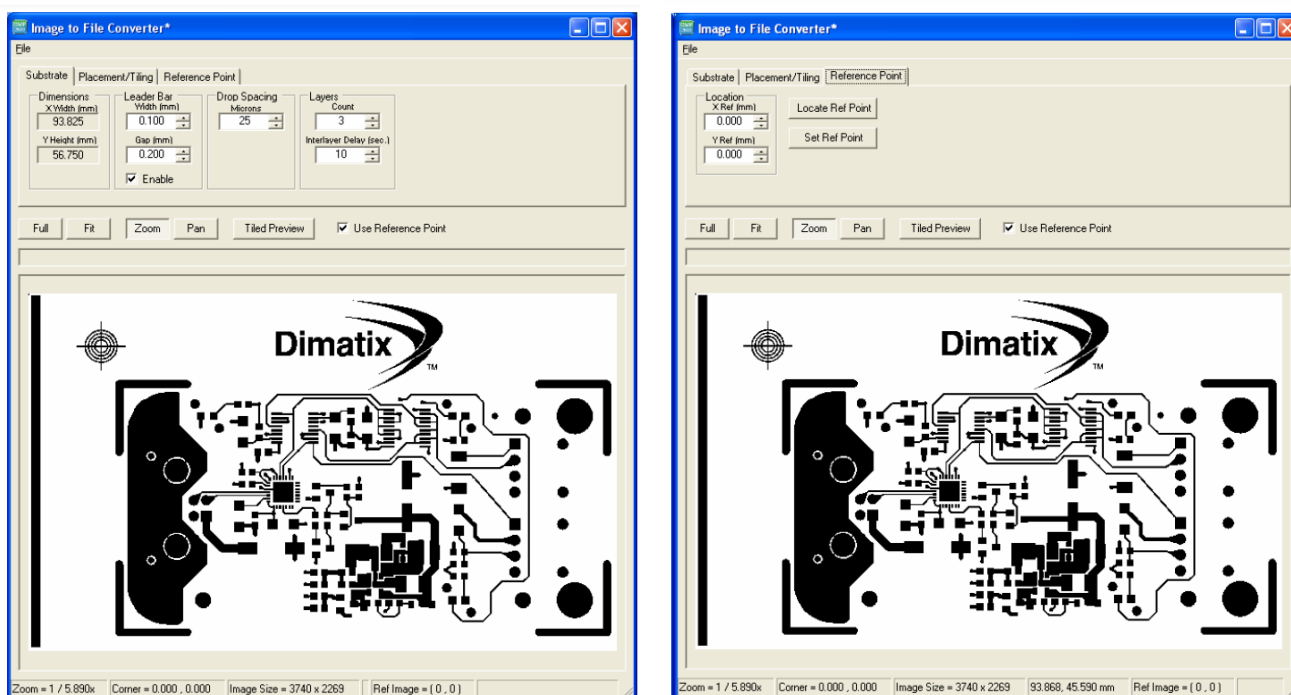 Image to File Converter*
File
Substrate Placement/Tiling Reference Point
Dimensions Leader Bar Drop Spacing Layers
X Width (mm) Width (mm) Microns Count
93.825 0.100 25 3
Y Height (mm) Gap (mm) Interlayer Delay (sec.)
56.750 0.200 10
Enable
Full Fit Zoom Pan Tiled Preview Use Reference Point
Dimatix
TM
Zoom = 1 / 5.890x Corner = 0.000 , 0.000 Image Size = 3740 x 2269 Ref Image = ( 0 , 0 )
Image to File Converter*
File
Substrate Placement/Tiling Reference Point
Location
X Ref (mm)
0.000 Locate Ref Point
Y Ref (mm) Set Ref Point
0.000
Full Fit Zoom Pan Tiled Preview Use Reference Point
Dimatix
TM
Zoom = 1 / 5.890x Corner = 0.000 , 0.000 Image Size = 3740 x 2269 93.868, 45.590 mm Ref Image = ( 0 , 0 )